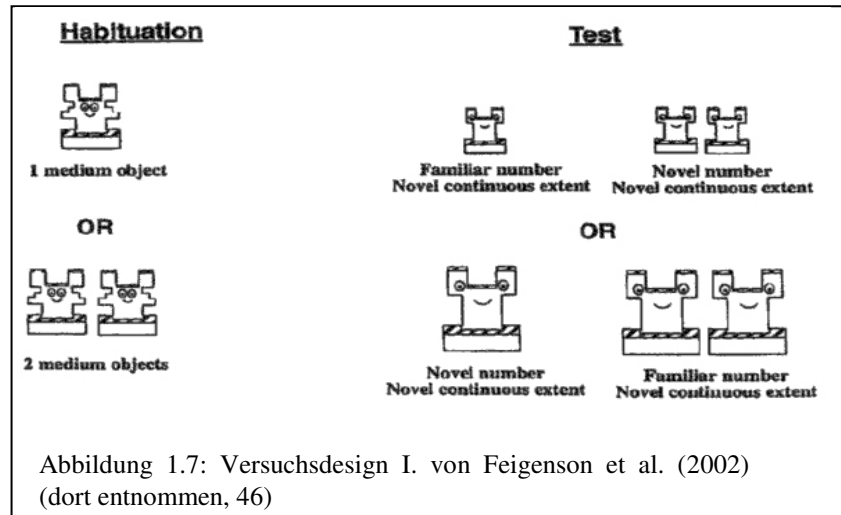 Habituation
Test
1 medium object
Familiar number
Novel continuous extent
Novel number
Novel continuous extent
OR
OR
2 medium objects
Novel number
Novel continuous extent
Familiar number
Novel continuous extent
Abbildung 1.7: Versuchsdesign I. von Feigenson et al. (2002)
(dort entnommen, 46)